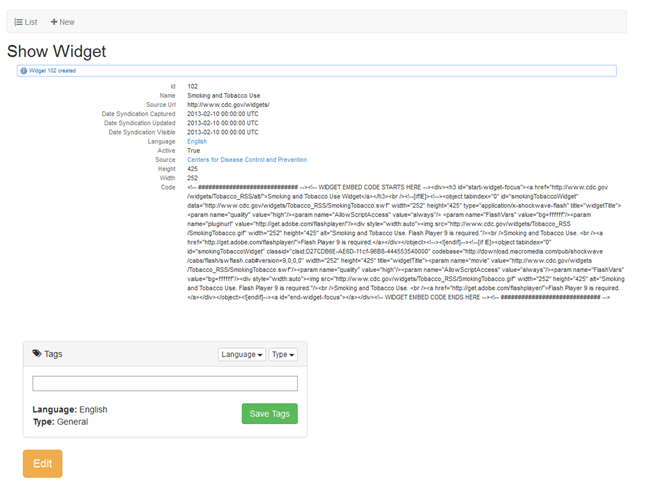 List New
Show Widget
Widget 102 created
Id 102
Name Smoking and Tobacco Use
Source Url http://www.cdc.gov/widgets/
Date Syndication Captured 2013-02-10 00:00:00 UTC
Date Syndication Updated 2013-02-10 00:00:00 UTC
Date Syndication Visible 2013-02-10 00:00:00 UTC
Language English
Active True
Source Centers for Disease Control and Prevention
Height 425
Width 252
Code <!-- ############################## --><!-- WIDGET EMBED CODE STARTS HERE --><div><h3 id="start-widget-focus"><a href="http://www.cdc.gov
/widgets/Tobacco_RSS/alt/">Smoking and Tobacco Use Widget</a></h3><br /><!--[if!IE]><!--><object tabindex="0" id="smokingTobaccoWidget"
data="http://www.cdc.gov/widgets/Tobacco_RSS/SmokingTobacco.swf" width="252" height="425" type="application/x-shockwave-flash" title="widgetTitle">
<param name="quality" value="high"/><param name="AllowScriptAccess" value="always"/> <param name="FlashVars" value="bg=ffffff"/><param
name="pluginurl" value="http://get.adobe.com/flashplayer/"/><div style="width:auto"><img src="http://www.cdc.gov/widgets/Tobacco_RSS
/SmokingTobacco.gif" width="252" height="425" alt="Smoking and Tobacco Use. Flash Player 9 is required."/><br />Smoking and Tobacco Use. <br /><a
href="http://get.adobe.com/flashplayer/">Flash Player 9 is required.</a></div></object><!--<![endif]--><!--[if IE]><object tabindex="0"
id="smokingTobaccoWidget" classid="clsid:D27CDB6E-AE6D-11cf-96B8-444553540000" codebase="http://download.macromedia.com/pub/shockwave
/cabs/flash/swflash.cab#version=9,0,0,0" width="252" height="425" title="widgetTitle"><param name="movie" value="http://www.cdc.gov/widgets
/Tobacco_RSS/SmokingTobacco.swf"/><param name="quality" value="high"/><param name="AllowScriptAccess" value="always"/><param name="FlashVars"
value="bg=ffffff"/><div style="width:auto"><img src="http://www.cdc.gov/widgets/Tobacco_RSS/SmokingTobacco.gif" width="252" height="425" alt="Smoking
and Tobacco Use. Flash Player 9 is required."/><br />Smoking and Tobacco Use. <br /><a href="http://get.adobe.com/flashplayer/">Flash Player 9 is required.
</a></div></object><![endif]--><a id="end-widget-focus"></a></div><!-- WIDGET EMBED CODE ENDS HERE --><!-- ############################## -->
Tags Language Type
Language: English
Type: General
Save Tags
Edit